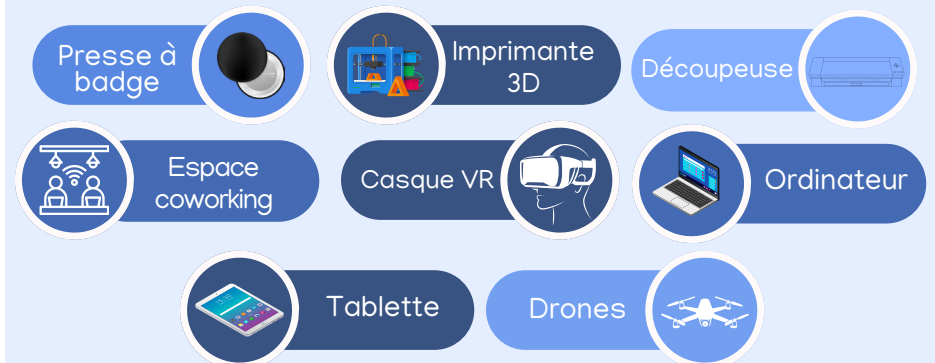 Presse à
badge
Imprimante
3D
Découpeuse
Espace
coworking
Casque VR
Ordinateur
Tablette
Drones